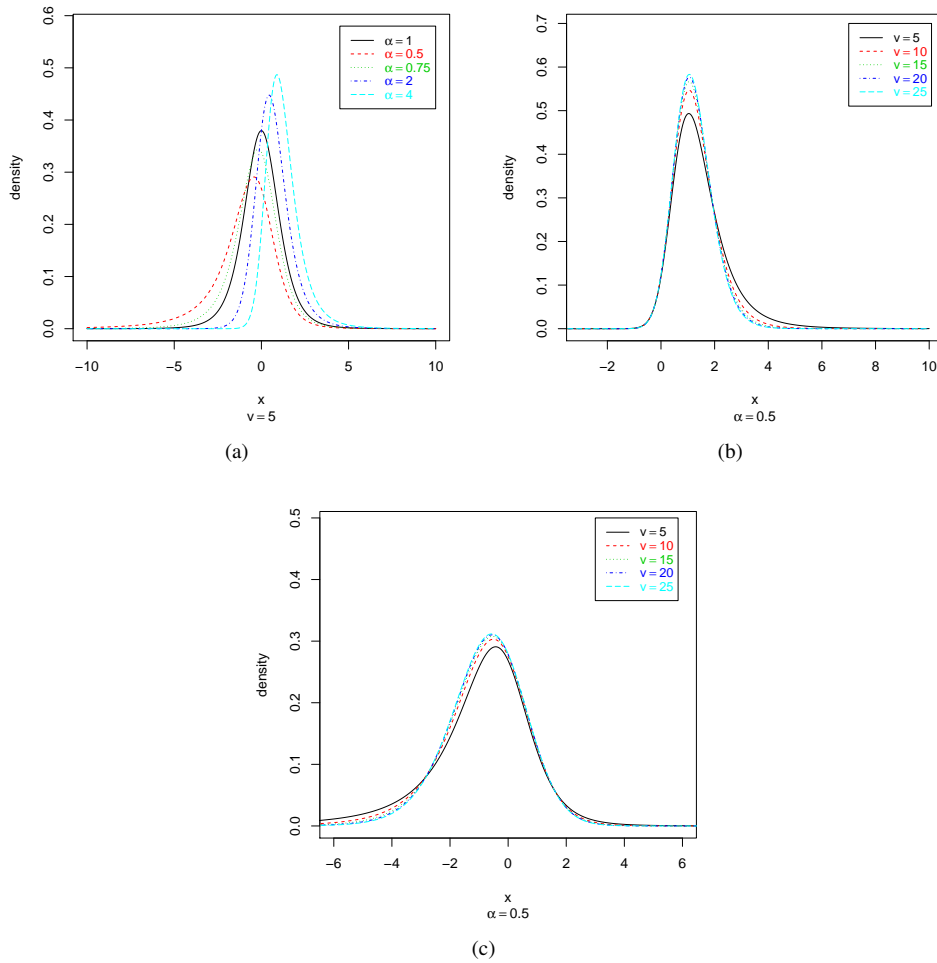 0.6
0.5
0.4
0.3
0.2
0.1
0.0
density
α = 1
α = 0.5
α = 0.75
α = 2
α = 4
−10
−5
0
5
10
x
v = 5
(a)
0.7
0.6
0.5
0.4
0.3
0.2
0.1
0.0
density
v = 5
v = 10
v = 15
v = 20
v = 25
−2
0
2
4
6
8
10
x
α = 0.5
(b)
0.5
0.4
0.3
0.2
0.1
0.0
density
v = 5
v = 10
v = 15
v = 20
v = 25
−6
−4
−2
0
2
4
6
x
α = 0.5
(c)